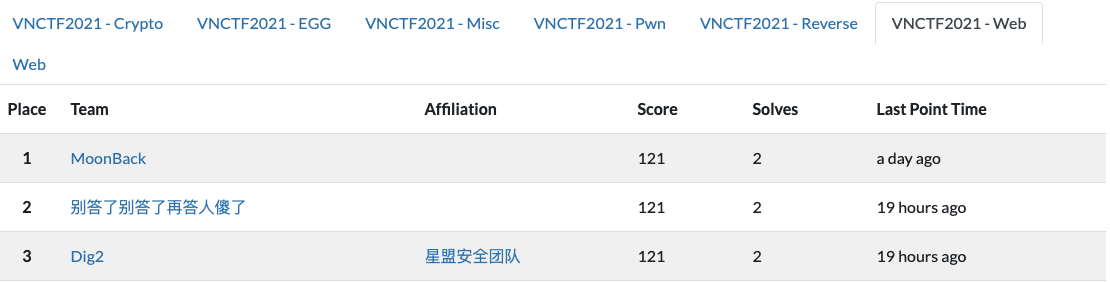 VNCTF2021 - Crypto VNCTF2021 - EGG VNCTF2021 - Misc VNCTF2021 - Pwn VNCTF2021 - Reverse VNCTF2021 - Web
Web
Place Team Affiliation Score Solves Last Point Time
1 MoonBack 121 2 a day ago
2 别答了别答了再答人傻了 121 2 19 hours ago
3 Dig2 星盟安全团队 121 2 19 hours ago